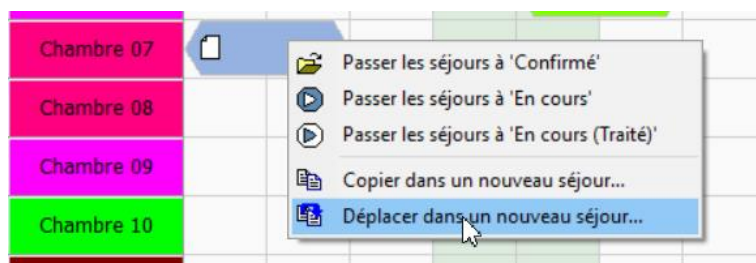 Chambre 07
Passer les séjours à 'Confirmé'
Passer les séjours à 'En cours'
Chambre 08
Passer les séjours à 'En cours (Traité)'
Chambre 09
Copier dans un nouveau séjour...
Chambre 10
Déplacer dans un nouveau séjour...